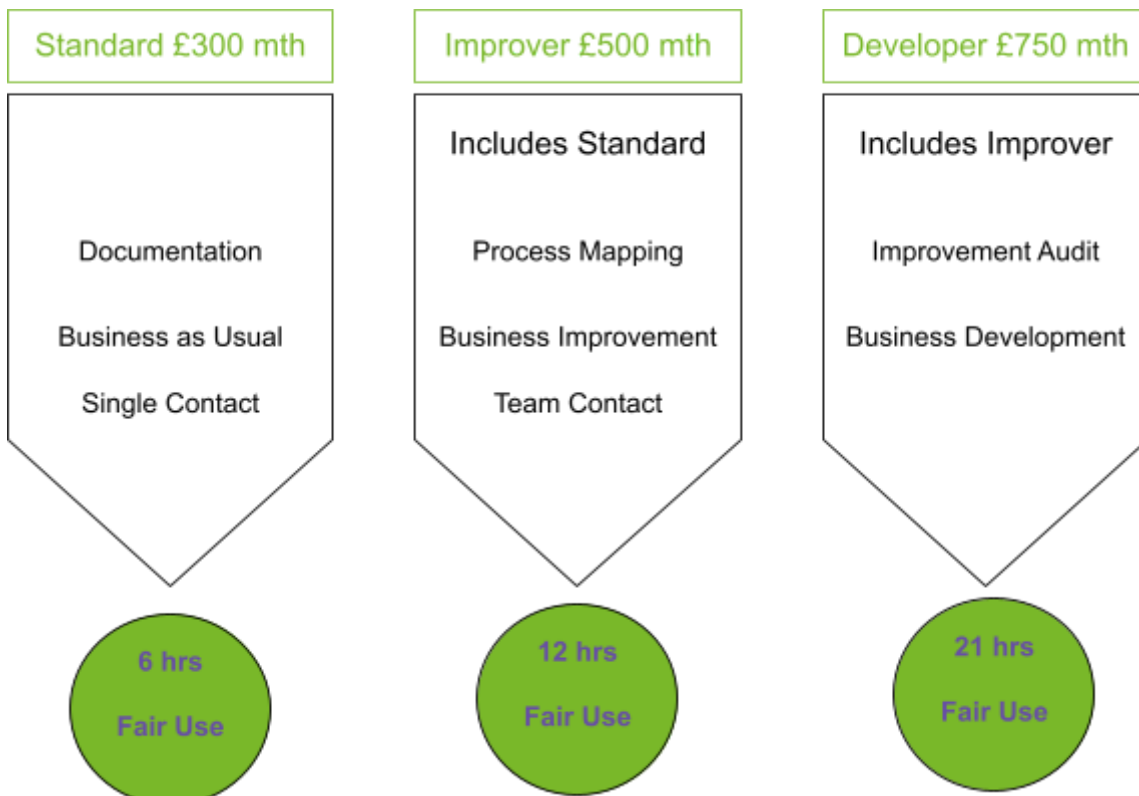 Standard £300 mth
Improver £500 mth
Developer £750 mth
Includes Standard
Includes Improver
Documentation
Process Mapping
Improvement Audit
Business as Usual
Business Improvement
Business Development
Single Contact
Team Contact
6 hrs
Fair Use
12 hrs
Fair Use
21 hrs
Fair Use